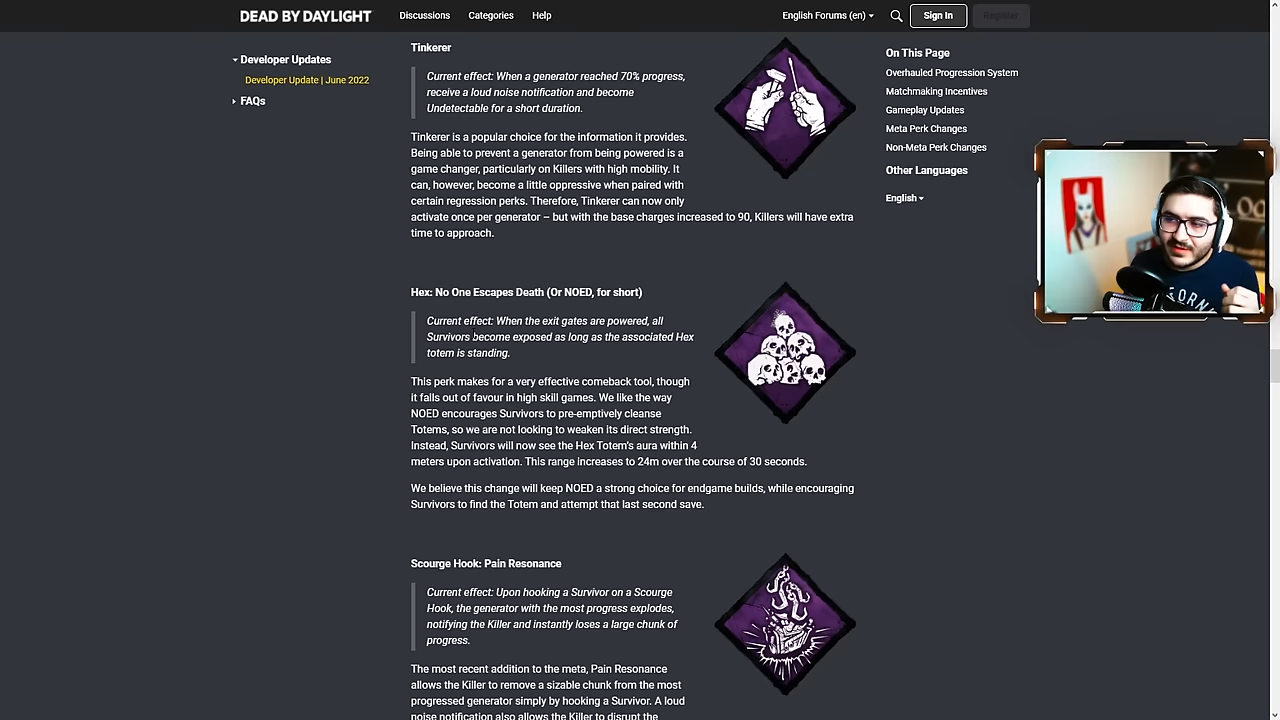 DEAD BY DAYLIGHT
Discussions
Categories
Help
English Forums (en)
Sign In
Register
Developer Updates
Developer Update | June 2022
FAQs
Tinkerer
Current effect: When a generator reached 70% progress,
receive a loud noise notification and become
Undetectable for a short duration.
Tinkerer is a popular choice for the information it provides.
Being able to prevent a generator from being powered is a
game changer, particularly on Killers with high mobility. It
can, however, become a little oppressive when paired with
certain regression perks. Therefore, Tinkerer can now only
activate once per generator – but with the base charges increased to 90, Killers will have extra
time to approach.
Hex: No One Escapes Death (Or NOED, for short)
Current effect: When the exit gates are powered, all
Survivors become exposed as long as the associated Hex
totem is standing.
This perk makes for a very effective comeback tool, though
it falls out of favour in high skill games. We like the way
NOED encourages Survivors to pre-emptively cleanse
Totems, so we are not looking to weaken its direct strength.
Instead, Survivors will now see the Hex Totem's aura within 4
meters upon activation. This range increases to 24m over the course of 30 seconds.
We believe this change will keep NOED a strong choice for endgame builds, while encouraging
Survivors to find the Totem and attempt that last second save.
Scourge Hook: Pain Resonance
Current effect: Upon hooking a Survivor on a Scourge
Hook, the generator with the most progress explodes,
notifying the Killer and instantly loses a large chunk of
progress.
The most recent addition to the meta, Pain Resonance
allows the Killer to remove a sizable chunk from the most
progressed generator simply by hooking a Survivor. A loud
noise notification also allows the Killer to disrupt the
On This Page
Overhauled Progression System
Matchmaking Incentives
Gameplay Updates
Meta Perk Changes
Non-Meta Perk Changes
Other Languages
English